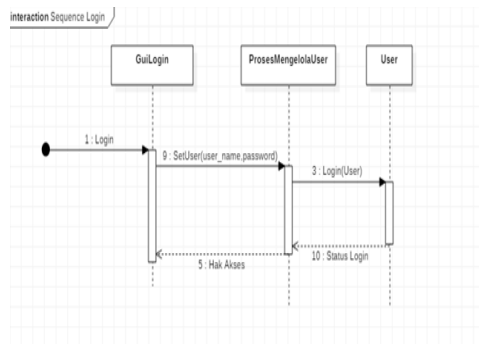 interaction Sequence Login
GuiLogin
ProsesMengelolaUser
User
1 : Login
9 : SetUser(user_name,password)
3 : Login(User)
10 : Status Login
5 : Hak Akses